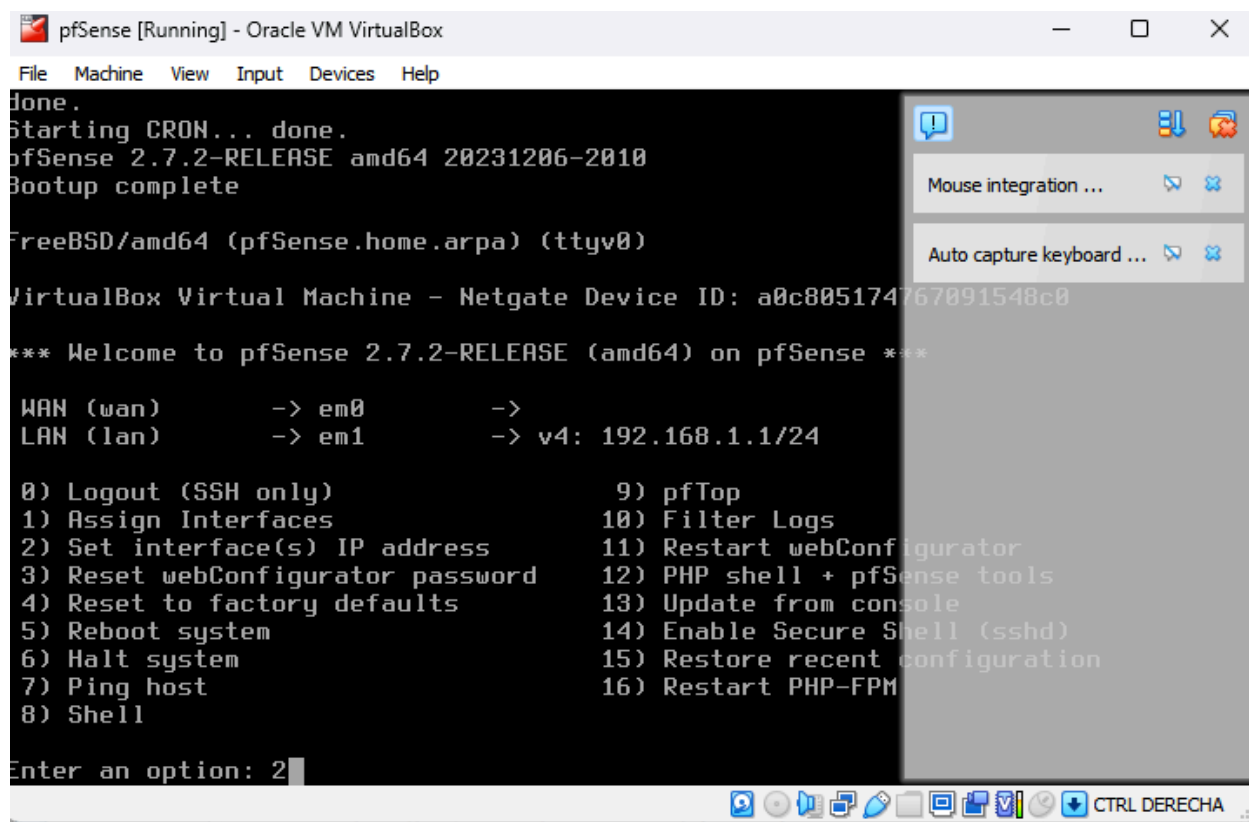 pfSense [Running] - Oracle VM VirtualBox
File Machine View Input Devices Help
done.
Starting CRON... done.
pfSense 2.7.2-RELEASE amd64 20231206-2010
Bootup complete
FreeBSD/amd64 (pfSense.home.arpa) (ttyv0)
VirtualBox Virtual Machine - Netgate Device ID: a0c805174767091548c0
*** Welcome to pfSense 2.7.2-RELEASE (amd64) on pfSense ***
WAN (wan) -> em0 ->
LAN (lan) -> em1 -> v4: 192.168.1.1/24
0) Logout (SSH only) 9) pfTop
1) Assign Interfaces 10) Filter Logs
2) Set interface(s) IP address 11) Restart webConfigurator
3) Reset webConfigurator password 12) PHP shell + pfSense tools
4) Reset to factory defaults 13) Update from console
5) Reboot system 14) Enable Secure Shell (sshd)
6) Halt system 15) Restore recent configuration
7) Ping host 16) Restart PHP-FPM
8) Shell
Enter an option: 2
Mouse integration ...
Auto capture keyboard ...
CTRL DERECHA